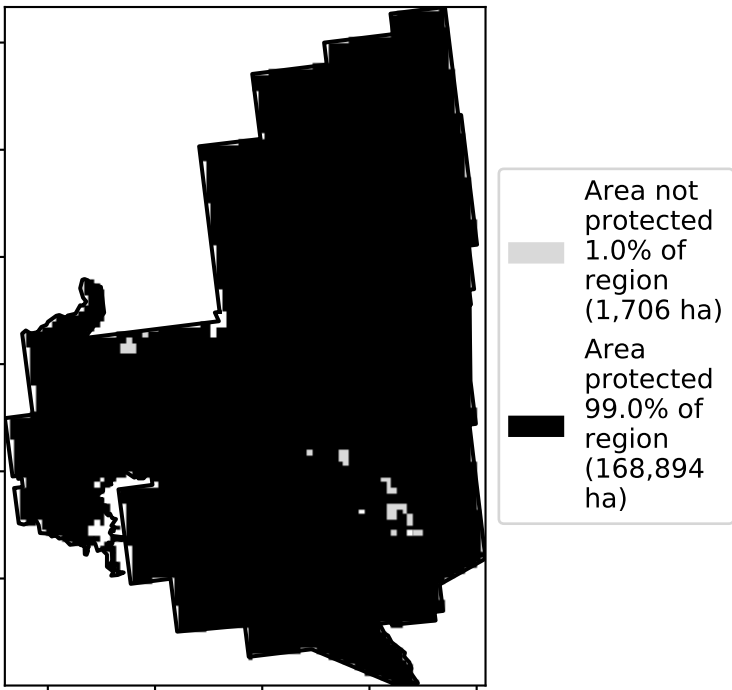 Area not
protected
1.0% of
region
(1,706 ha)
Area
protected
99.0% of
region
(168,894
ha)